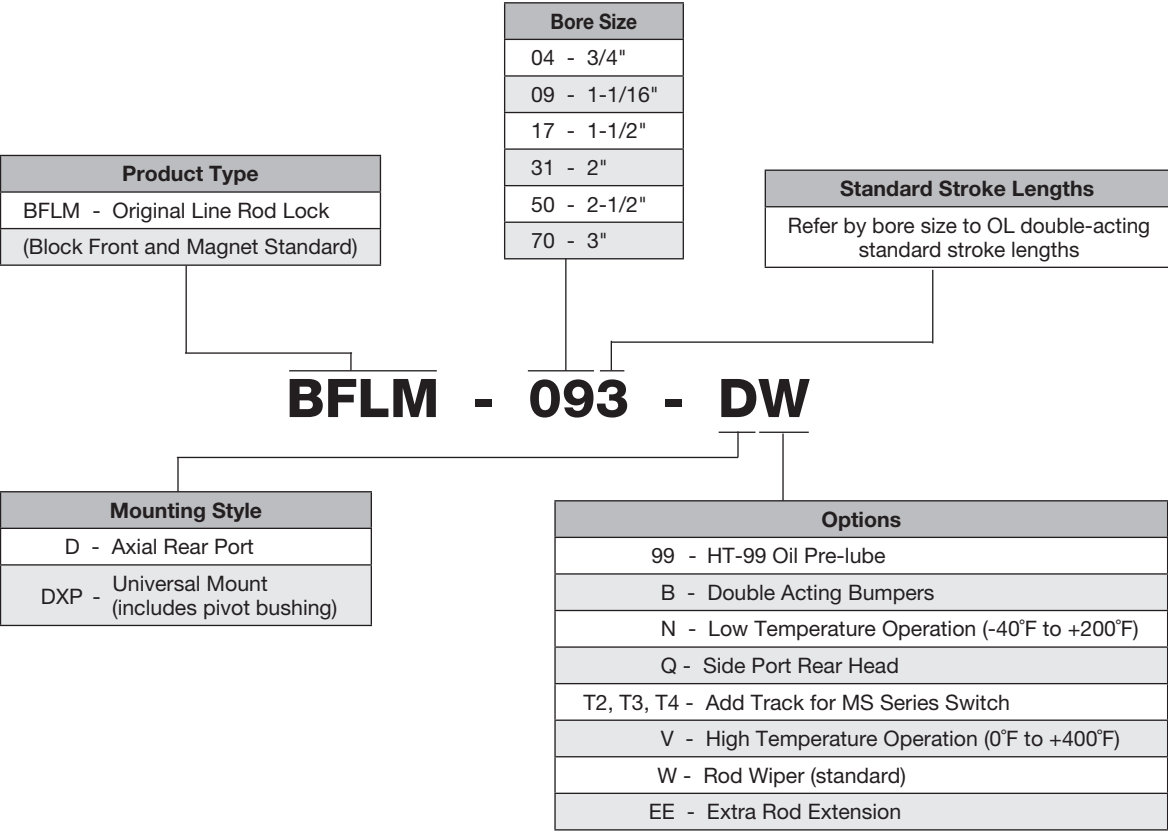 Bore Size
04 - 3/4"
09 - 1-1/16"
17 - 1-1/2"
31 - 2"
50 - 2-1/2"
70 - 3"
Product Type
BFLM - Original Line Rod Lock
(Block Front and Magnet Standard)
Standard Stroke Lengths
Refer by bore size to OL double-acting
standard stroke lengths
BFLM - 093 - DW
Mounting Style
D - Axial Rear Port
DXP - Universal Mount
(includes pivot bushing)
Options
99 - HT-99 Oil Pre-lube
B - Double Acting Bumpers
N - Low Temperature Operation (-40˚F to +200˚F)
Q - Side Port Rear Head
T2, T3, T4 - Add Track for MS Series Switch
V - High Temperature Operation (0˚F to +400˚F)
W - Rod Wiper (standard)
EE - Extra Rod Extension